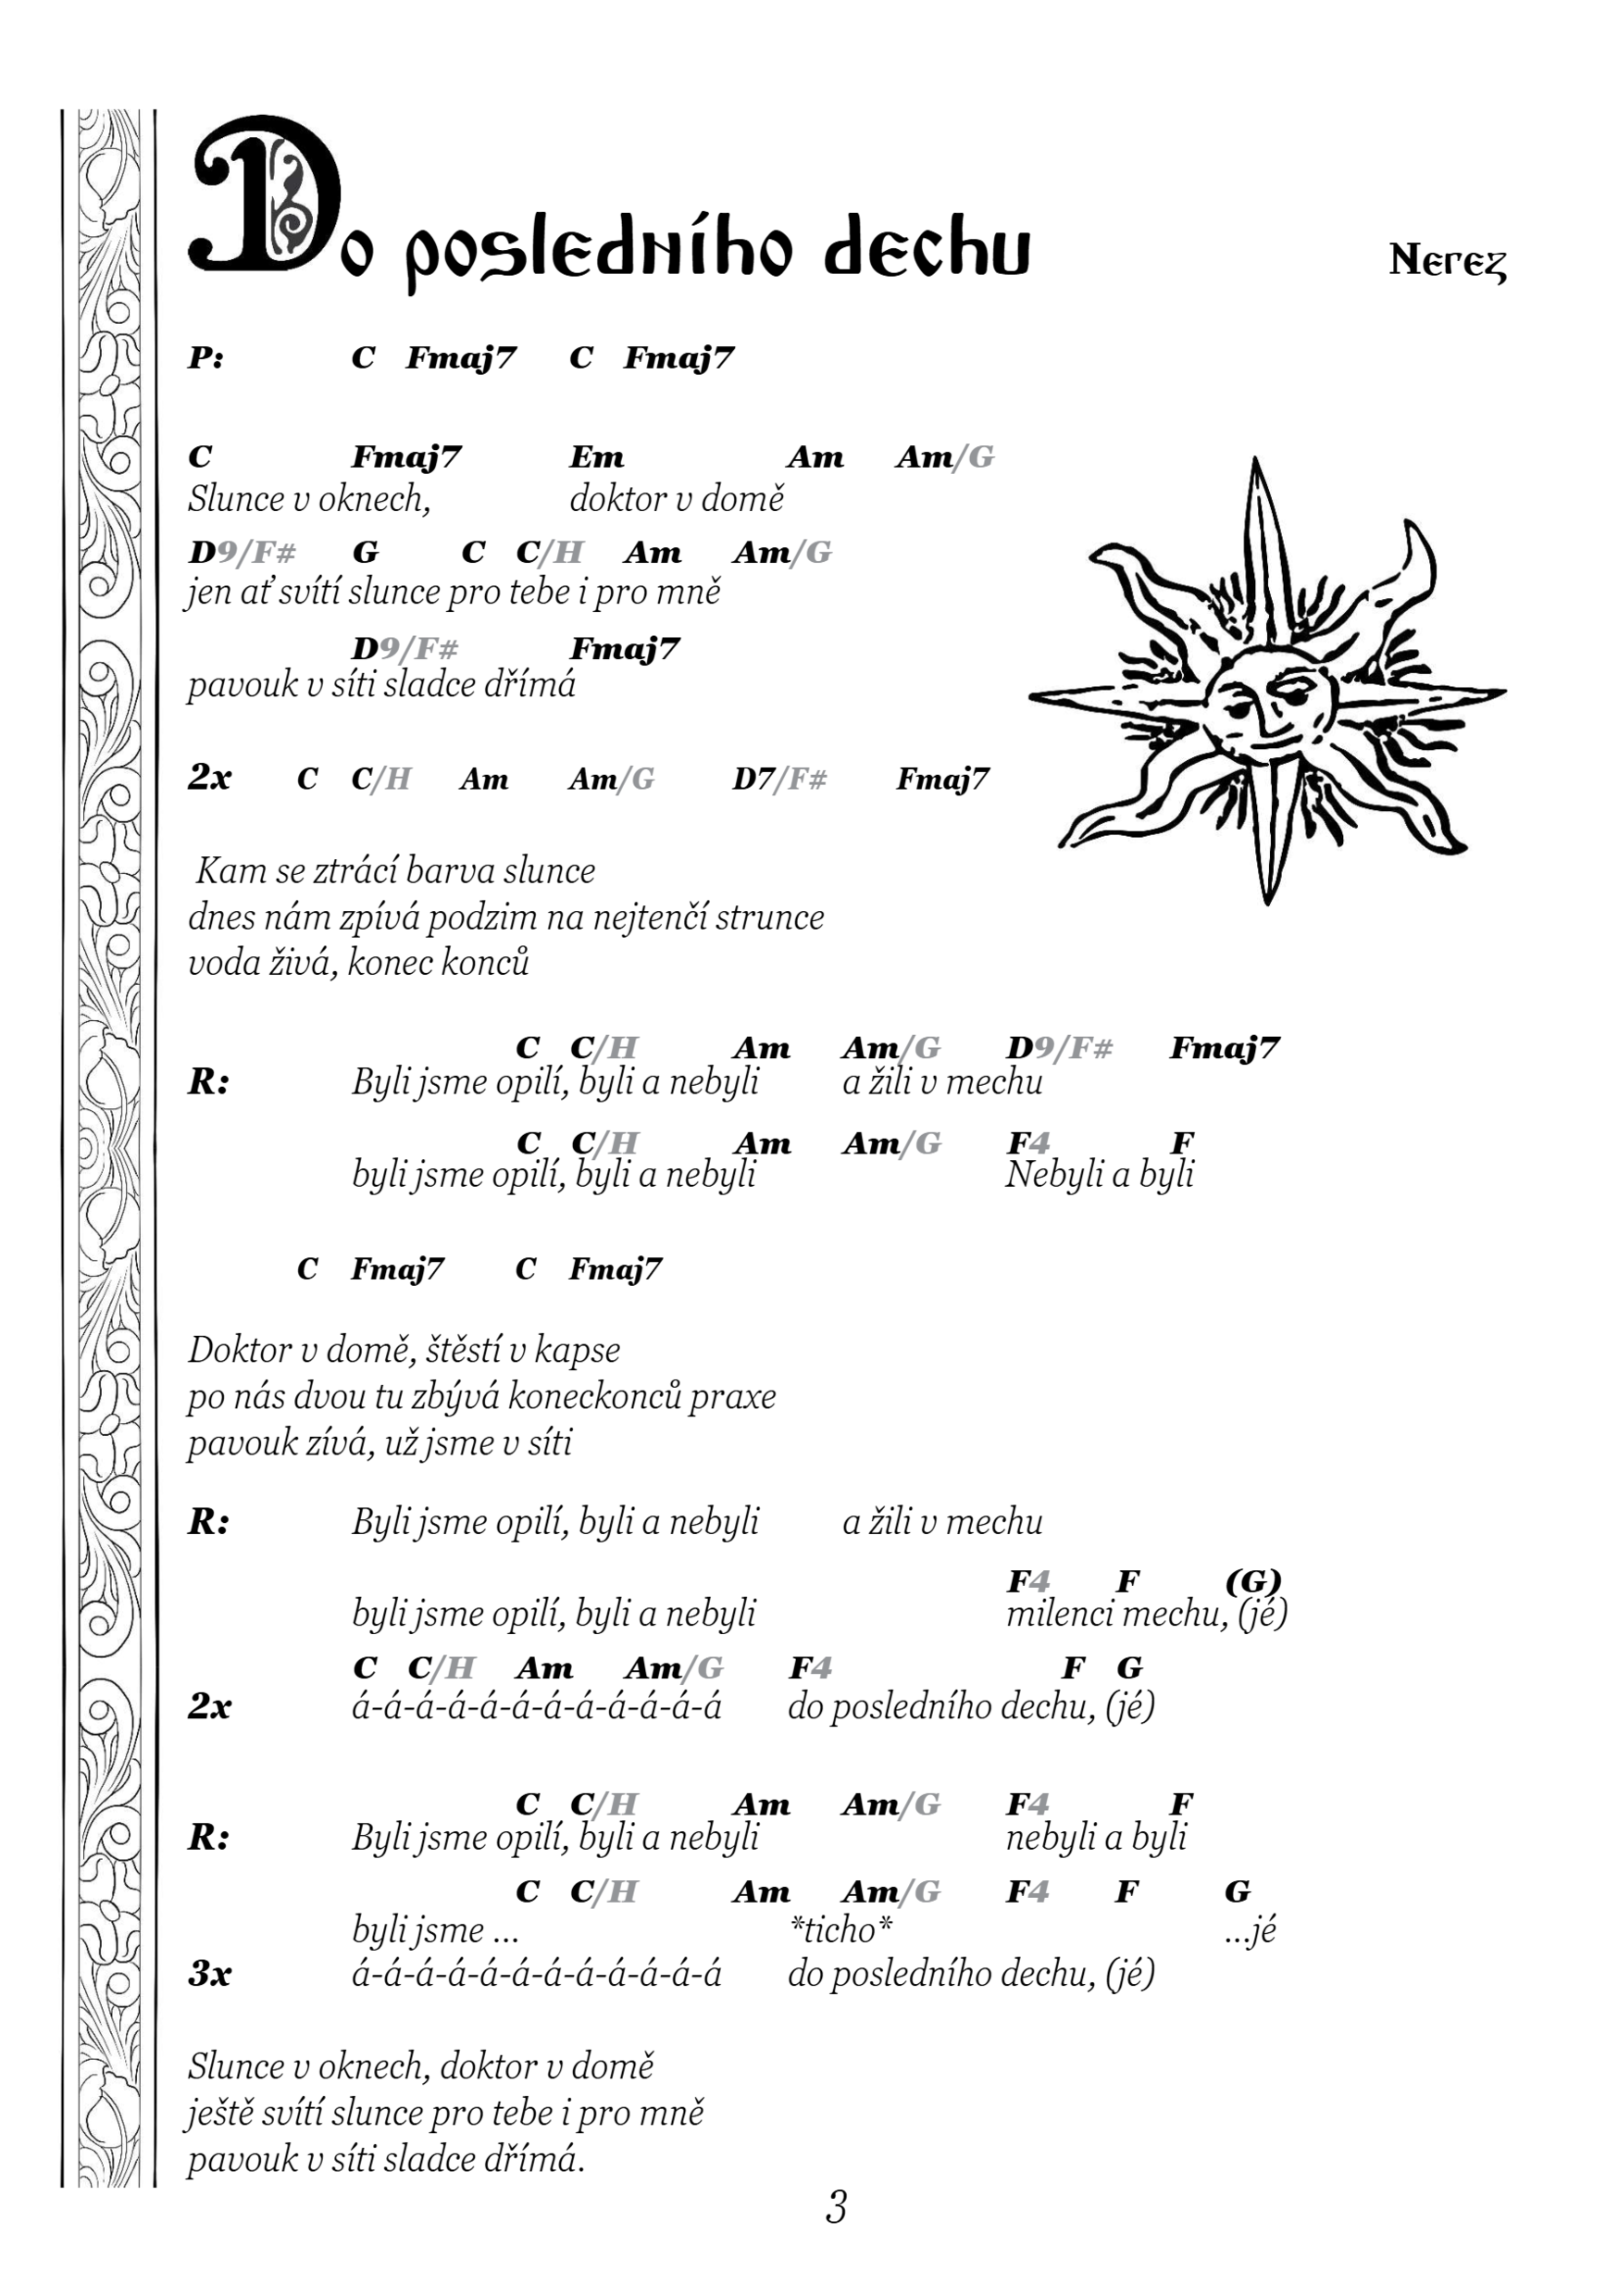 Do posledního dechu Nerez
P: C Fmaj7 C Fmaj7
C Fmaj7 Em Am Am/G
Slunce v oknech, doktor v domě
D9/F# G C C/H Am Am/G
jen ať svítí slunce pro tebe i pro mně
D9/F# Fmaj7
pavouk v síti sladce dřímá
2x C C/H Am Am/G D7/F# Fmaj7
Kam se ztrácí barva slunce
dnes nám zpívá podzim na nejtenčí strunce
voda živá, konec konců
C C/H Am Am/G D9/F# Fmaj7
R: Byli jsme opilí, byli a nebyli a žili v mechu
C C/H Am Am/G F4 F
byli jsme opilí, byli a nebyli Nebyli a byli
C Fmaj7 C Fmaj7
Doktor v domě, štěstí v kapse
po nás dvou tu zbývá koneckonců praxe
pavouk zívá, už jsme v síti
R: Byli jsme opilí, byli a nebyli a žili v mechu
F4 F (G)
byli jsme opilí, byli a nebyli milenci mechu, (jé)
C C/H Am Am/G F4 F G
2x á-á-á-á-á-á-á-á-á-á-á-á do posledního dechu, (jé)
C C/H Am Am/G F4 F
R: Byli jsme opilí, byli a nebyli nebyli a byli
C C/H Am Am/G F4 F G
byli jsme ... *ticho* ...jé
3x á-á-á-á-á-á-á-á-á-á-á-á do posledního dechu, (jé)
Slunce v oknech, doktor v domě
ještě svítí slunce pro tebe i pro mně
pavouk v síti sladce dřímá.
3